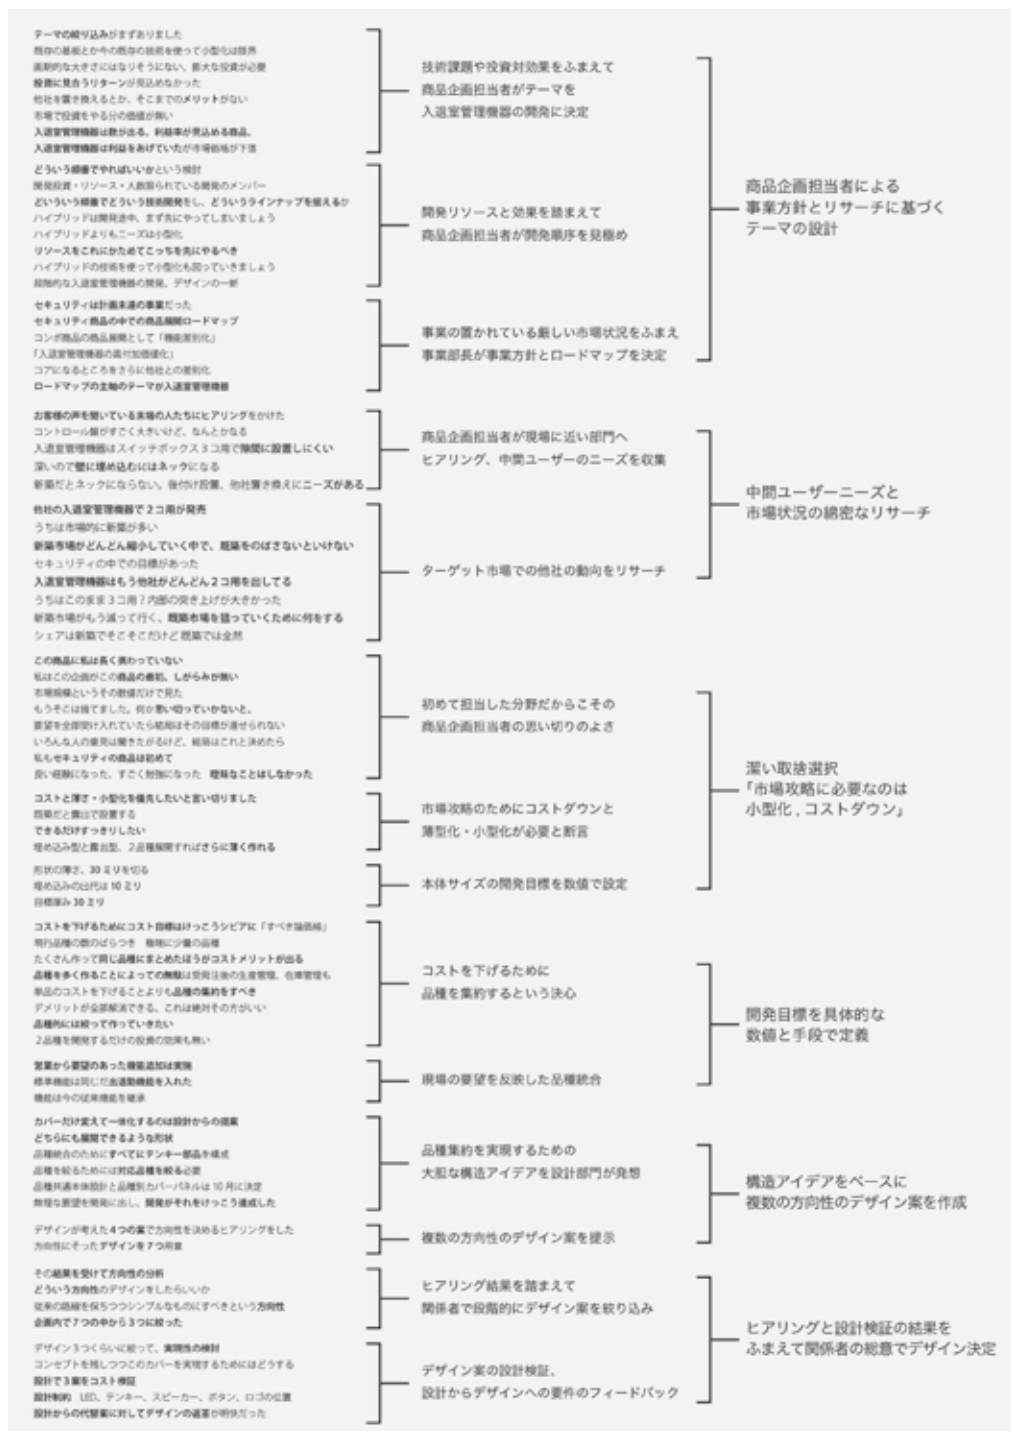 テーマの絞り込みがまずありました
既存の基板とか今の既存の技術を使って小型化は限界
画期的な大きさにはなりそうにない、膨大な投資が必要
投資に見合うリターンが見込めなかった
他社を置き換えるとか、そこまでのメリットがない
市場で投資をやる分の価値が無い
入退室管理機器は数が出る、利益率が見込める商品、
入退室管理機器は利益をあげていたが市場価格が下落
技術課題や投資対効果をふまえて
商品企画担当者がテーマを
入退室管理機器の開発に決定
どういう順番でやればいいかという検討
開発投資・リソース・人数限られている開発のメンバー
どいういう順番でどういう技術開発をし、どういうラインナップを揃えるか
ハイブリッドは開発途中、まず先にやってしまいましょう
ハイブリッドよりもニーズは小型化
リソースをこれにかためてこっちを先にやるべき
ハイブリッドの技術を使って小型化も図っていきましょう
段階的な入退室管理機器の開発、デザインの一新
開発リソースと効果を踏まえて
商品企画担当者が開発順序を見極め
セキュリティは計画未達の事業だった
セキュリティ商品の中での商品展開ロードマップ
コンボ商品の商品展開として「機能差別化」
「入退室管理機器の高付加価値化」
コアになるところをさらに他社との差別化
ロードマップの主軸のテーマが入退室管理機器
事業の置かれている厳しい市場状況をふまえ
事業部長が事業方針とロードマップを決定
商品企画担当者による
事業方針とリサーチに基づく
テーマの設計
お客様の声を聞いている末端の人たちにヒアリングをかけた
コントロール盤がすごく大きいけど、なんとかなる
入退室管理機器はスイッチボックス３コ用で隙間に設置しにくい
深いので壁に埋め込むにはネックになる
新築だとネックにならない。後付け設置、他社置き換えにニーズがある
商品企画担当者が現場に近い部門へ
ヒアリング、中間ユーザーのニーズを収集
他社の入退室管理機器で２コ用が発売
うちは市場的に新築が多い
新築市場がどんどん縮小していく中で、既築をのばさないといけない
セキュリティの中での目標があった
入退室管理機器はもう他社がどんどん２コ用を出してる
うちはこのまま３コ用？内部の突き上げが大きかった
新築市場がもう減って行く、既築市場を狙っていくために何をする
シェアは新築でそこそこだけど 既築では全然
ターゲット市場での他社の動向をリサーチ
中間ユーザーニーズと
市場状況の綿密なリサーチ
この商品に私は長く携わっていない
私はこの企画がこの商品の最初、しがらみが無い
市場規模というその数値だけで見た
もうそこは捨てました。何か思い切っていかないと。
要望を全部受け入れていたら結局はその目標が達せられない
いろんな人の意見は聞きたがるけど、結局はこれと決めたら
私もセキュリティの商品は初めて
良い経験になった、すごく勉強になった 曖昧なことはしなかった
初めて担当した分野だからこその
商品企画担当者の思い切りのよさ
コストと薄さ・小型化を優先したいと言い切りました
既築だと露出で設置する
できるだけすっきりしたい
埋め込み型と露出型、２品種展開すればさらに薄く作れる
市場攻略のためにコストダウンと
薄型化・小型化が必要と断言
形状の薄さ、30 ミリを切る
埋め込みの出代は 10 ミリ
目標厚み 30 ミリ
本体サイズの開発目標を数値で設定
潔い取捨選択
「市場攻略に必要なのは
小型化 , コストダウン」
コストを下げるためにコスト目標はけっこうシビアに「すべき論価格」
現行品種の数のばらつき　極端に少量の品種
たくさん作って同じ品種にまとめたほうがコストメリットが出る
品種を多く作ることによっての無駄は受発注後の生産管理、在庫管理も
単品のコストを下げることよりも品種の集約をすべき
デメリットが全部解消できる、これは絶対その方がいい
品種的には絞って作っていきたい
２品種を開発するだけの投資の効果も無い
コストを下げるために
品種を集約するという決心
営業から要望のあった機能追加は実施
標準機能は同じだ出退勤機能を入れた
機能は今の従来機能を継承
現場の要望を反映した品種統合
開発目標を具体的な
数値と手段で定義
カバーだけ変えて一体化するのは設計からの提案
どちらにも展開できるような形状
品種統合のためにすべてにテンキー部品を構成
品種を絞るためには対応品種を絞る必要
品種共通本体設計と品種別カバーパネルは 10 月に決定
無理な要望を開発に出し、開発がそれをけっこう達成した
品種集約を実現するための
大胆な構造アイデアを設計部門が発想
デザインが考えた４つの案で方向性を決めるヒアリングをした
方向性にそったデザインを７つ用意
複数の方向性のデザイン案を提示
構造アイデアをベースに
複数の方向性のデザイン案を作成
その結果を受けて方向性の分析
どういう方向性のデザインをしたらいいか
従来の路線を保ちつつシンプルなものにすべきという方向性
企画内で７つの中から３つに絞った
ヒアリング結果を踏まえて
関係者で段階的にデザイン案を絞り込み
デザイン３つくらいに絞って、実現性の検討
コンセプトを残しつつこのカバーを実現するためにはどうする
設計で３案をコスト検証
設計制約　LED、テンキー、スピーカー、ボタン、ロゴの位置
設計からの代替案に対してデザインの返答が明快だった
デザイン案の設計検証、
設計からデザインへの要件のフィードバック
ヒアリングと設計検証の結果を
ふまえて関係者の総意でデザイン決定